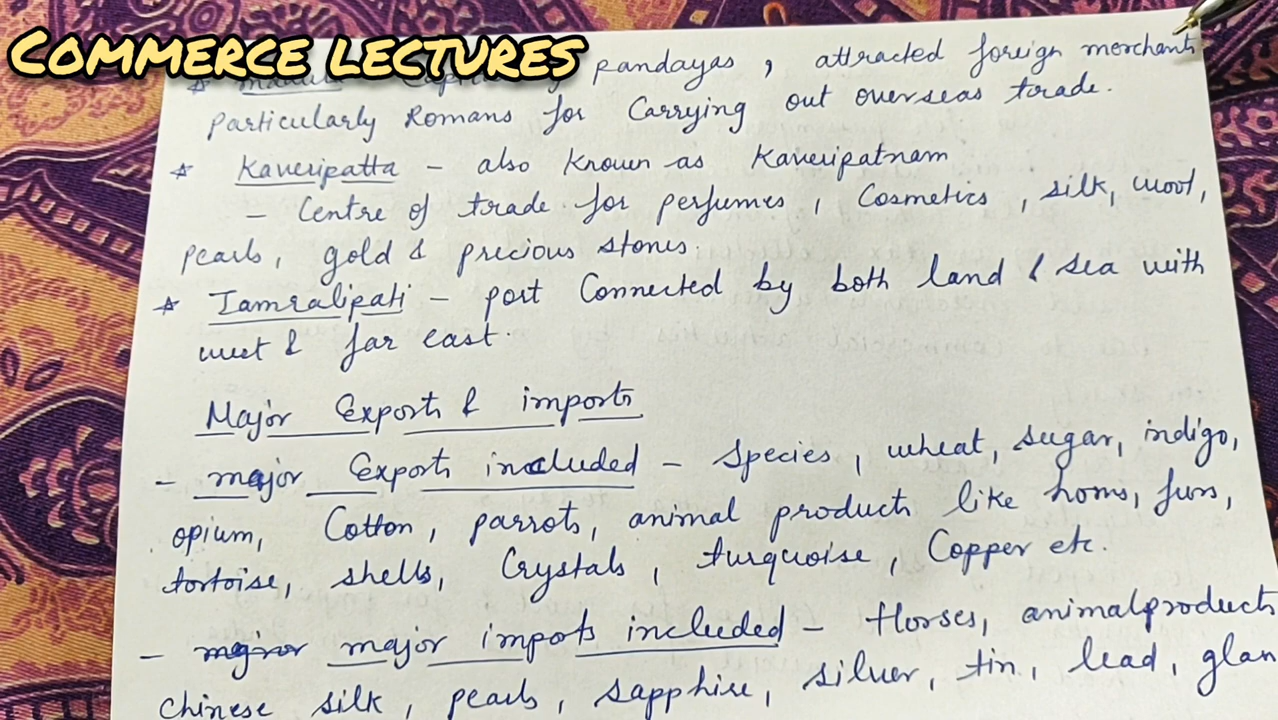 COMMERCE LECTURES
pandayas, attracted foreign merchants
particularly Romans for Carrying out overseas trade.
☆ Kaveripatta - also known as Kaveripatnam
- Centre of trade for perfumes, Cosmetics, silk, wool,
pearls, gold & precious stones.
☆ Tamralipati - port Connected by both land & sea with
west & far east.
Major Exports & imports
- major Exports included - Species, wheat, sugar, indigo,
opium, Cotton, parrots, animal products like horns, furs,
tortoise, shells, Crystals, turquoise, Copper etc.
- major imports included - Horses, animal products
Chinese silk, pearls, sapphire, silver, tin, lead,